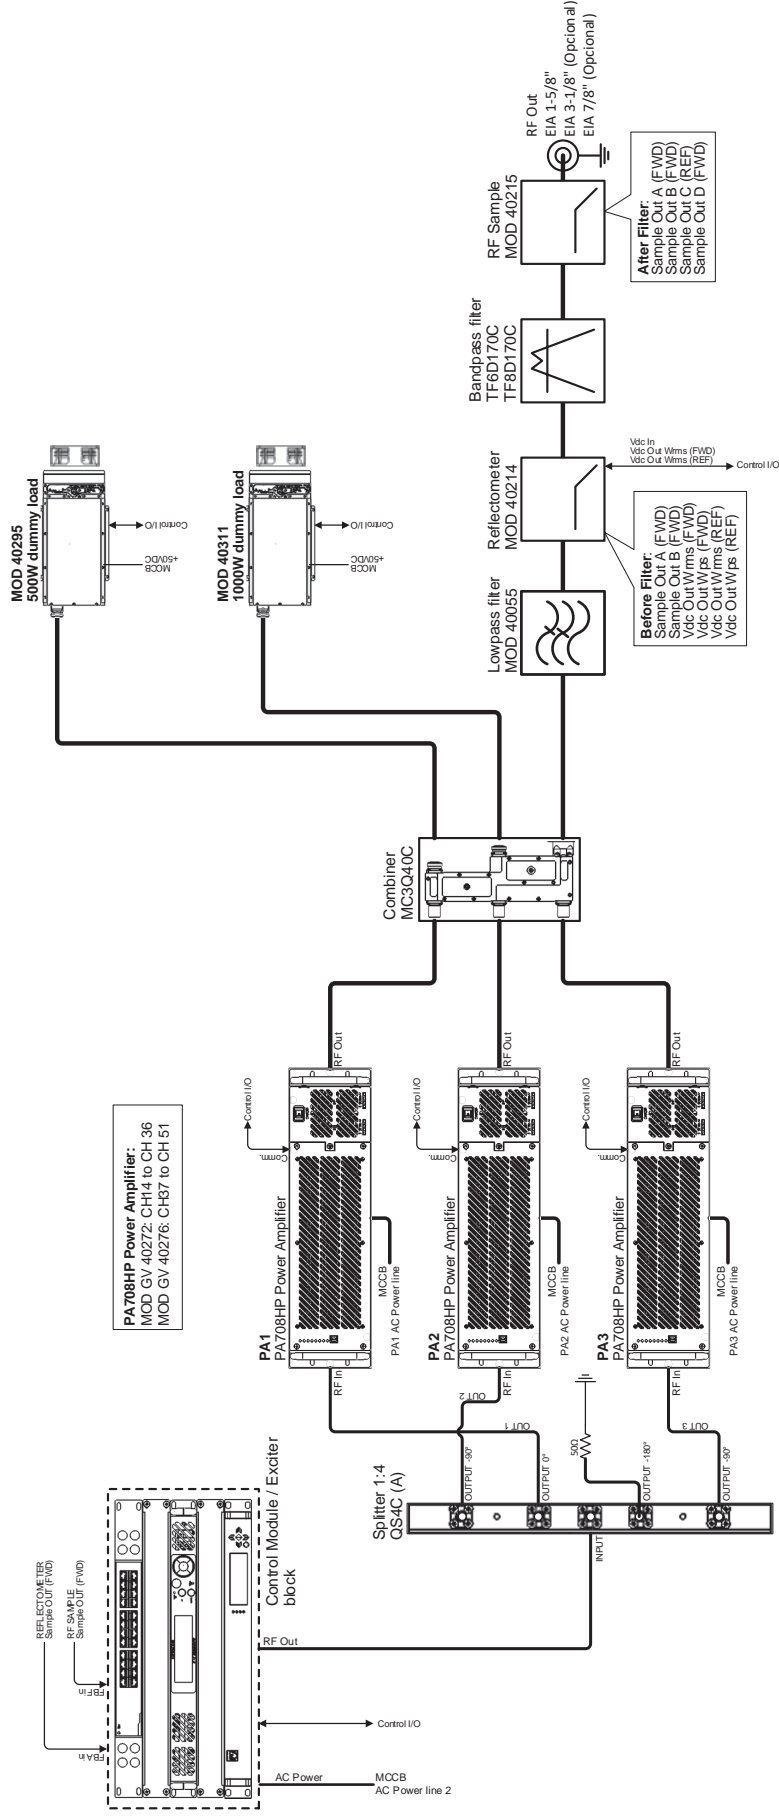 RF Out
EIA 1-5/8"
EIA 3-1/8" (Opcional)
EIA 7/8" (Opcional)
RF Sample
MOD 40215
After Filter:
Sample Out A (FWD)
Sample Out B (FWD)
Sample Out C (REF)
Sample Out D (FWD)
Bandpass filter
TF6D170C
TF8D170C
Reflectometer
MOD 40214
Vdc In
Vdc Out Wrms (FWD)
Vdc Out Wrms (REF)
Control I/O
Before Filter:
Sample Out A (FWD)
Sample Out B (FWD)
Vdc Out Wrms (FWD)
Vdc Out Wps (FWD)
Vdc Out Wrms (REF)
Vdc Out Wps (REF)
Lowpass filter
MOD 40055
MOD 40295
500W dummy load
Control I/O
MCCB
+50VDC
MOD 40311
1000W dummy load
Control I/O
MCCB
+50VDC
Combiner
MC3Q40C
PA708HP Power Amplifier:
MOD GV 40272: CH14 to CH 36
MOD GV 40276: CH37 to CH 51
PA1
PA708HP Power Amplifier
RF In
RF Out
Comm.
Control I/O
MCCB
PA1 AC Power line
PA2
PA708HP Power Amplifier
RF In
RF Out
Comm.
Control I/O
MCCB
PA2 AC Power line
PA3
PA708HP Power Amplifier
RF In
RF Out
Comm.
Control I/O
MCCB
PA3 AC Power line
OUT 2
OUT 1
OUT 3
50Ω
Splitter 1:4
QS4C (A)
OUTPUT -90°
OUTPUT 0°
INPUT
OUTPUT -180°
OUTPUT -90°
Control Module / Exciter
block
REFLECTOMETER
Sample OUT (FWD)
RF SAMPLE
Sample OUT (FWD)
FBA in
FBF in
RF Out
Control I/O
AC Power
MCCB
AC Power line 2